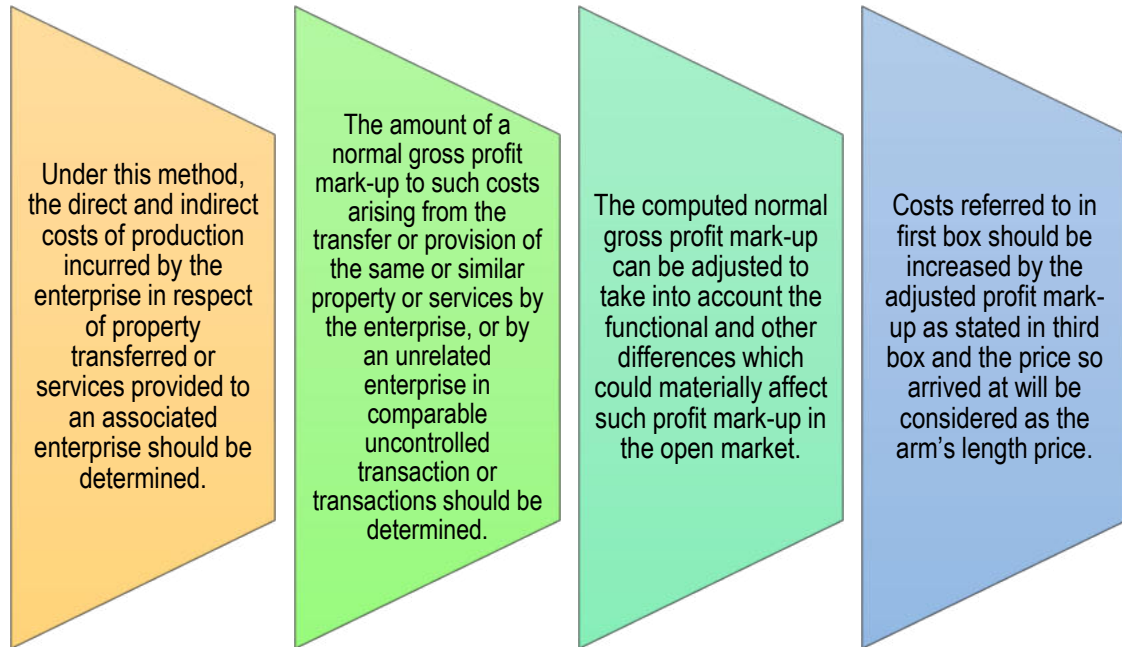 Under this method,
the direct and indirect
costs of production
incurred by the
enterprise in respect
of property
transferred or
services provided to
an associated
enterprise should be
determined.
The amount of a
normal gross profit
mark-up to such costs
arising from the
transfer or provision of
the same or similar
property or services by
the enterprise, or by
an unrelated
enterprise in
comparable
uncontrolled
transaction or
transactions should be
determined.
The computed normal
gross profit mark-up
can be adjusted to
take into account the
functional and other
differences which
could materially affect
such profit mark-up in
the open market.
Costs referred to in
first box should be
increased by the
adjusted profit mark-
up as stated in third
box and the price so
arrived at will be
considered as the
arm’s length price.